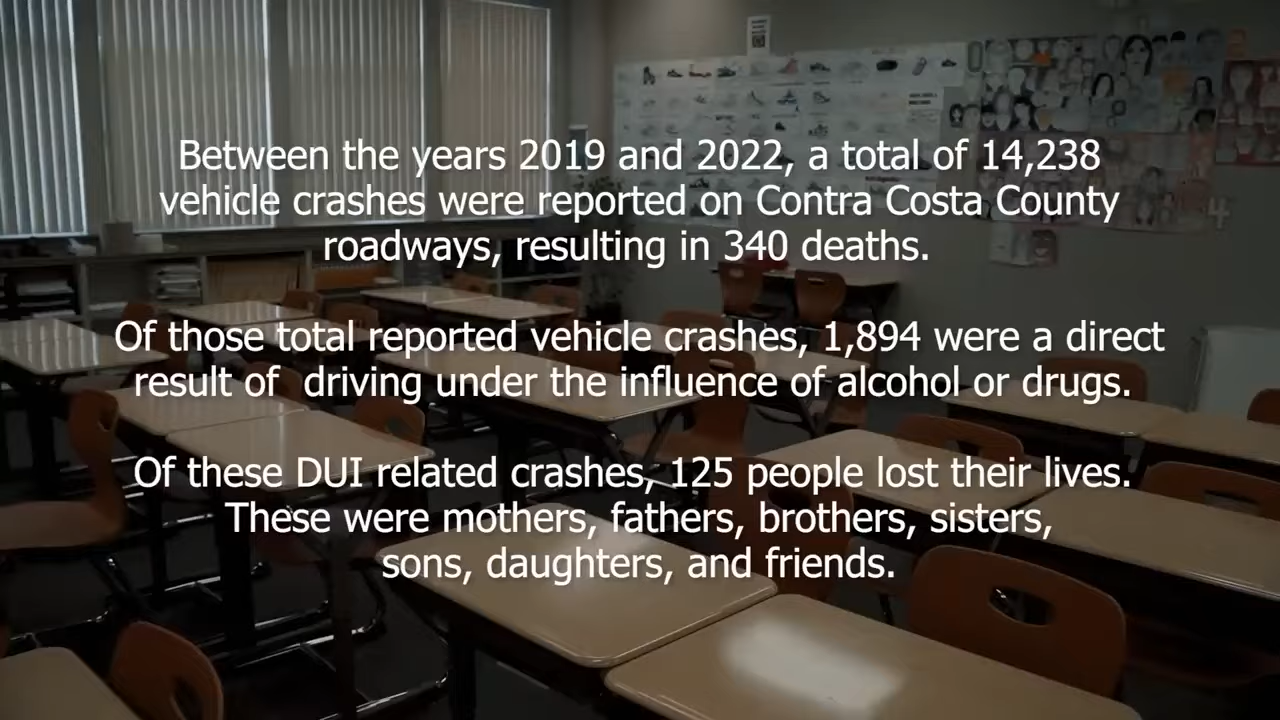 Between the years 2019 and 2022, a total of 14,238
vehicle crashes were reported on Contra Costa County
roadways, resulting in 340 deaths.
Of those total reported vehicle crashes, 1,894 were a direct
result of  driving under the influence of alcohol or drugs.
Of these DUI related crashes, 125 people lost their lives.
These were mothers, fathers, brothers, sisters,
sons, daughters, and friends.